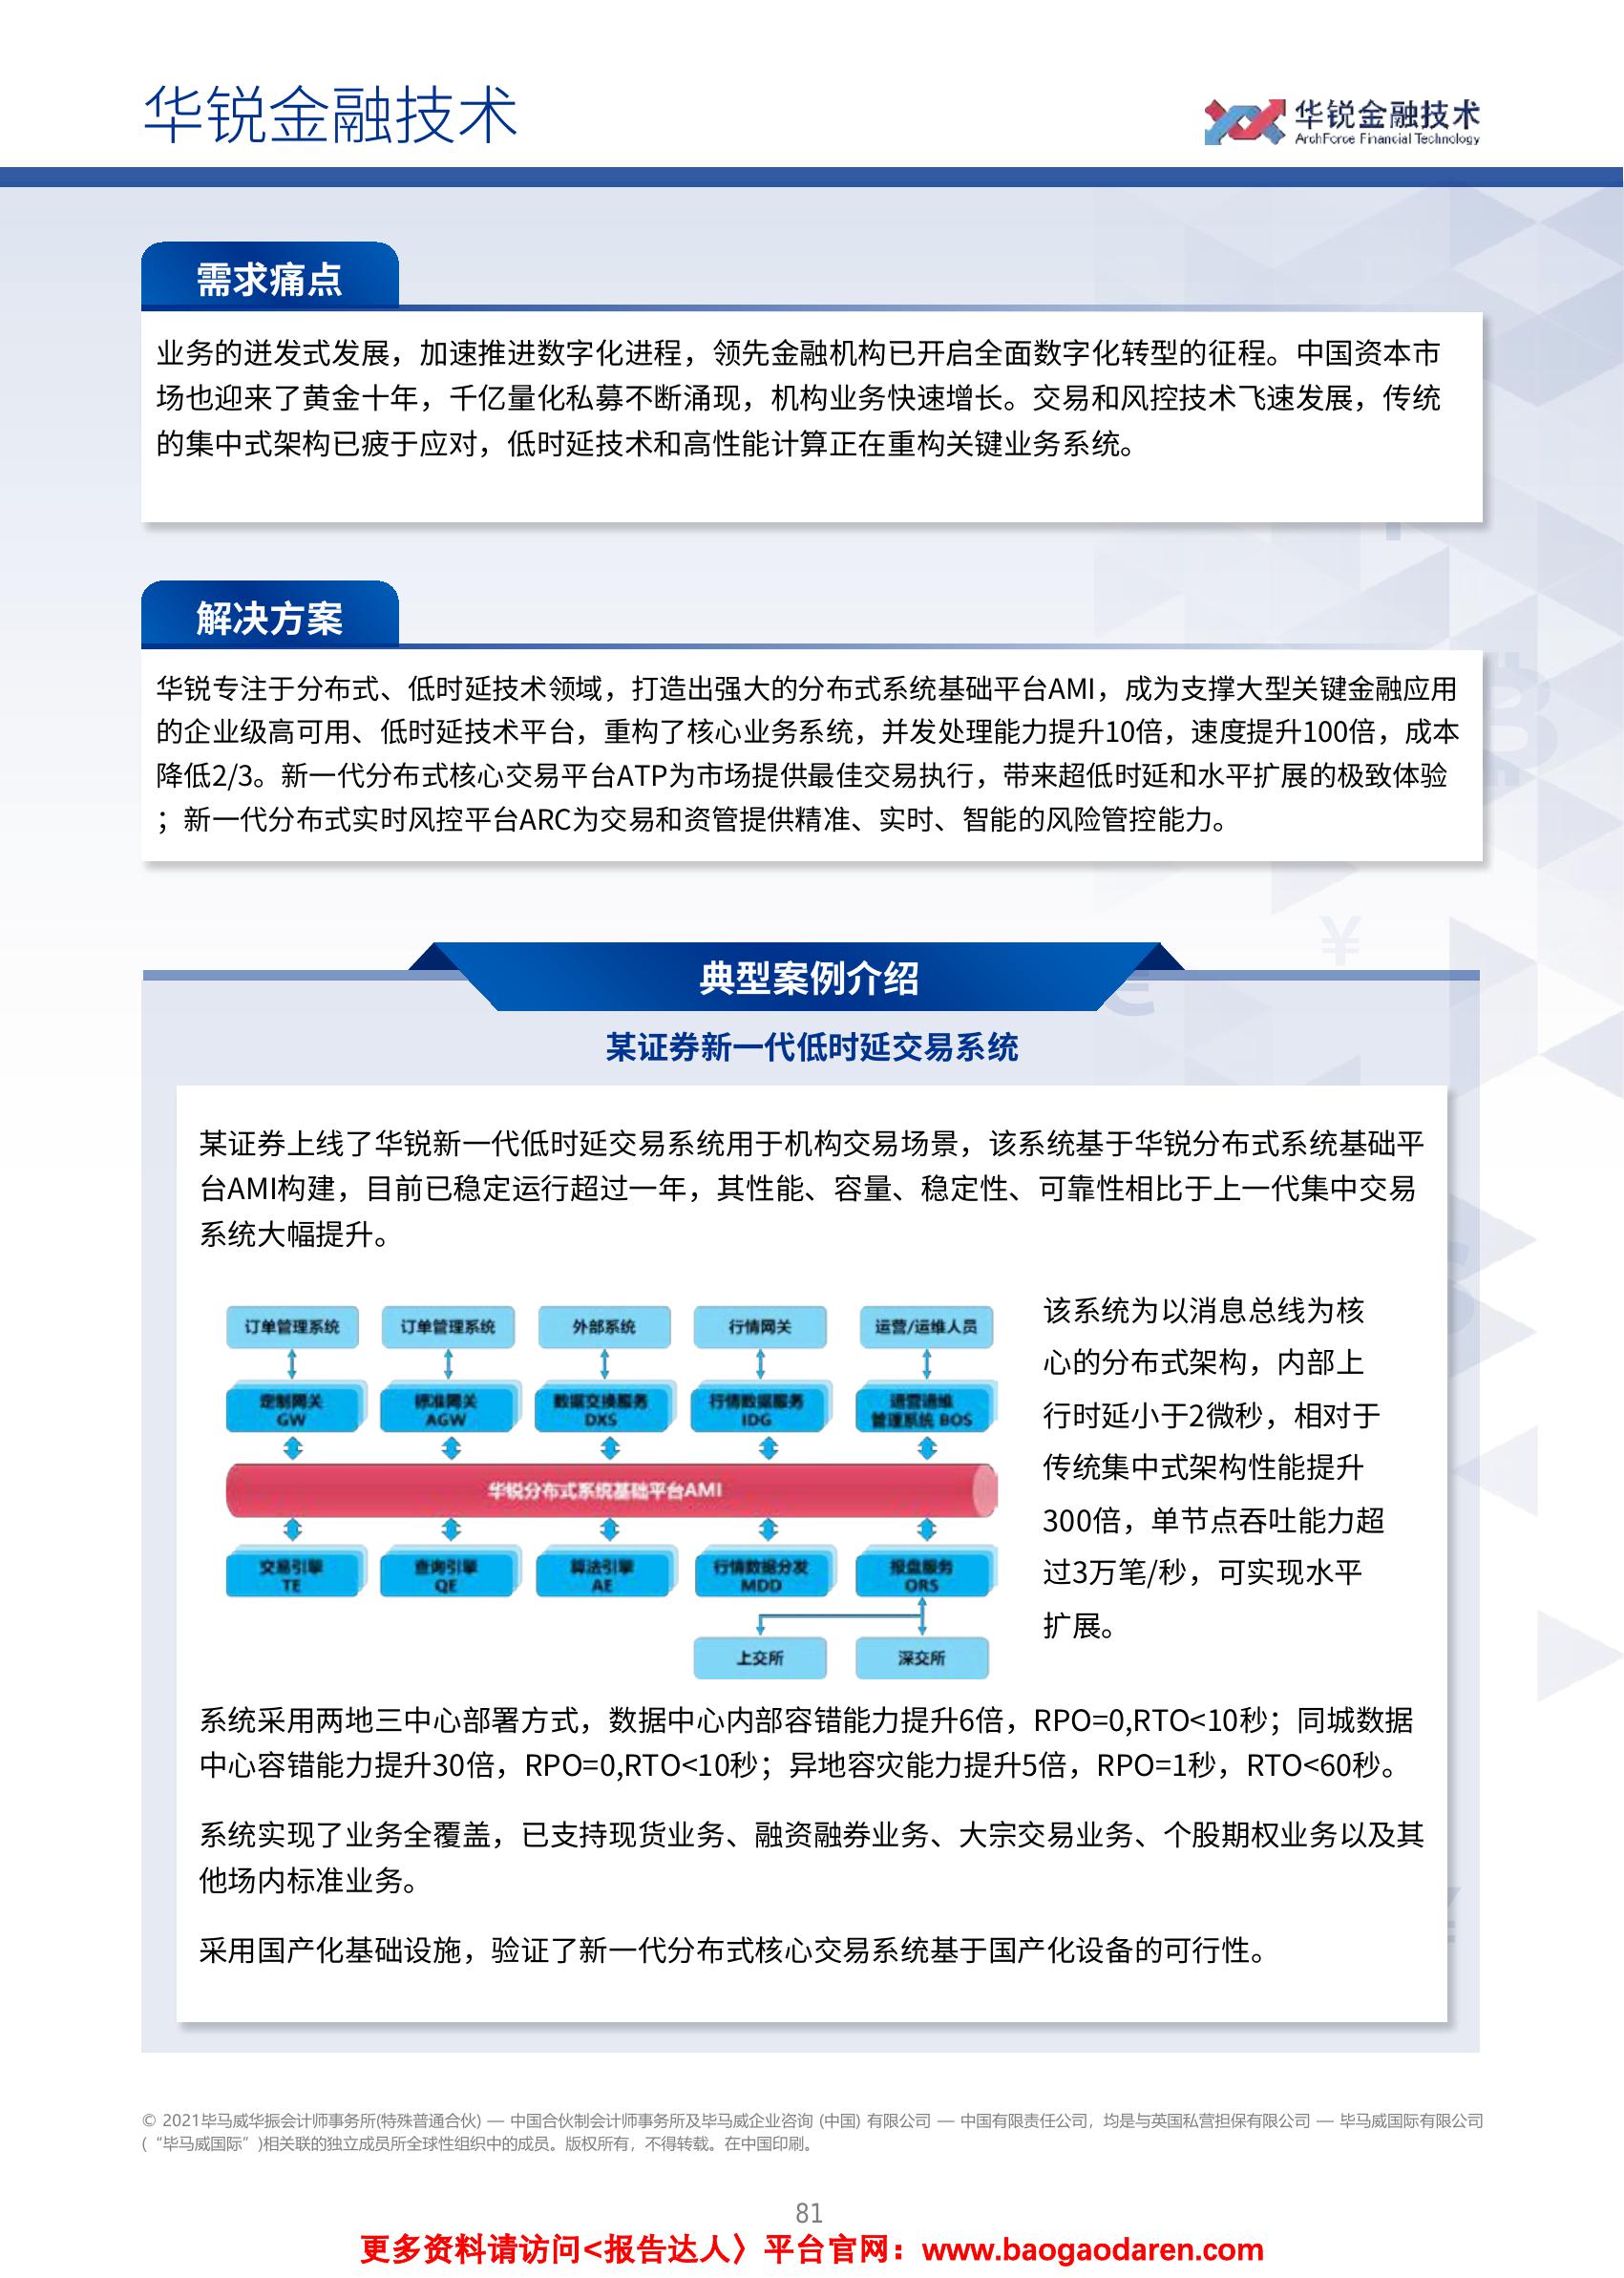 华锐金融技术
华锐金融技术
ArchForce Financial Technology
需求痛点
业务的迸发式发展，加速推进数字化进程，领先金融机构已开启全面数字化转型的征程。中国资本市
场也迎来了黄金十年，千亿量化私募不断涌现，机构业务快速增长。交易和风控技术飞速发展，传统
的集中式架构已疲于应对，低时延技术和高性能计算正在重构关键业务系统。
解决方案
华锐专注于分布式、低时延技术领域，打造出强大的分布式系统基础平台AMI，成为支撑大型关键金融应用
的企业级高可用、低时延技术平台，重构了核心业务系统，并发处理能力提升10倍，速度提升100倍，成本
降低2/3。新一代分布式核心交易平台ATP为市场提供最佳交易执行，带来超低时延和水平扩展的极致体验
；新一代分布式实时风控平台ARC为交易和资管提供精准、实时、智能的风险管控能力。
典型案例介绍
某证券新一代低时延交易系统
某证券上线了华锐新一代低时延交易系统用于机构交易场景，该系统基于华锐分布式系统基础平
台AMI构建，目前已稳定运行超过一年，其性能、容量、稳定性、可靠性相比于上一代集中交易
系统大幅提升。
订单管理系统 订单管理系统 外部系统 行情网关 运营/运维人员
定制网关 标准网关 数据交换服务 行情数据服务 运营运维
GW AGW DXS IDG 管理系统 BOS
华锐分布式系统基础平台AMI
交易引擎 查询引擎 算法引擎 行情数据分发 报盘服务
TE QE AE MDD ORS
上交所 深交所
该系统为以消息总线为核
心的分布式架构，内部上
行时延小于2微秒，相对于
传统集中式架构性能提升
300倍，单节点吞吐能力超
过3万笔/秒，可实现水平
扩展。
系统采用两地三中心部署方式，数据中心内部容错能力提升6倍，RPO=0,RTO<10秒；同城数据
中心容错能力提升30倍，RPO=0,RTO<10秒；异地容灾能力提升5倍，RPO=1秒，RTO<60秒。
系统实现了业务全覆盖，已支持现货业务、融资融券业务、大宗交易业务、个股期权业务以及其
他场内标准业务。
采用国产化基础设施，验证了新一代分布式核心交易系统基于国产化设备的可行性。
© 2021毕马威华振会计师事务所(特殊普通合伙) — 中国合伙制会计师事务所及毕马威企业咨询 (中国) 有限公司 — 中国有限责任公司，均是与英国私营担保有限公司 — 毕马威国际有限公司
(“毕马威国际”)相关联的独立成员所全球性组织中的成员。版权所有，不得转载。在中国印刷。
81
更多资料请访问<报告达人〉平台官网：www.baogaodaren.com